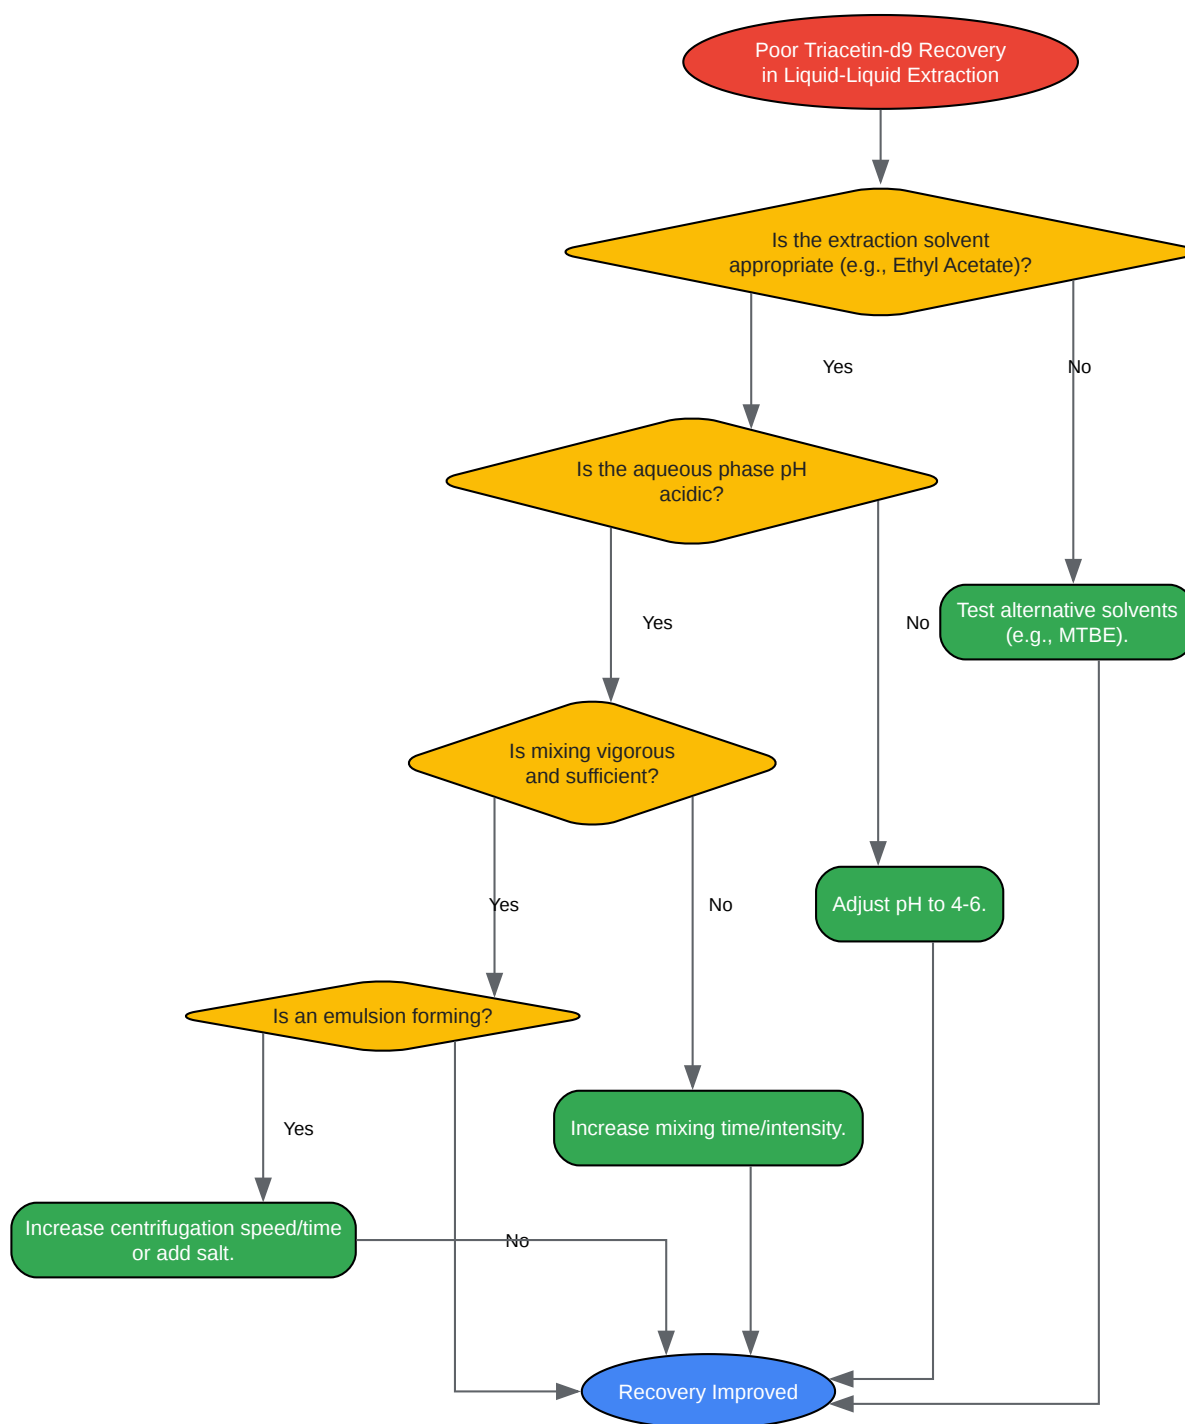 Poor Triacetin-d9 Recovery
in Liquid-Liquid Extraction
Is the extraction solvent
appropriate (e.g., Ethyl Acetate)?
Yes
No
Is the aqueous phase pH
acidic?
Yes
No
Test alternative solvents
(e.g., MTBE).
Is mixing vigorous
and sufficient?
Yes
No
Adjust pH to 4-6.
Is an emulsion forming?
Yes
No
Increase mixing time/intensity.
Increase centrifugation speed/time
or add salt.
Recovery Improved